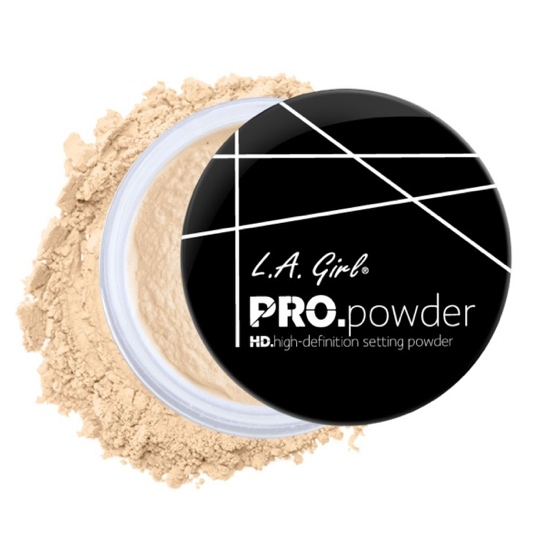 L.A. Girl®
PRO.powder
HD.high-definition setting powder